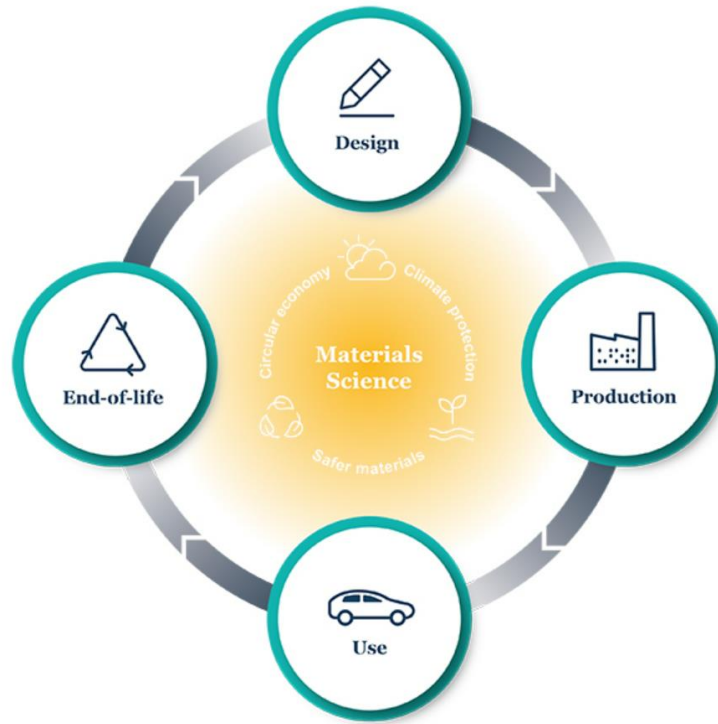 Design
Circular economy
Climate protection
Materials
Science
End-of-life
Production
Safer materials
Use